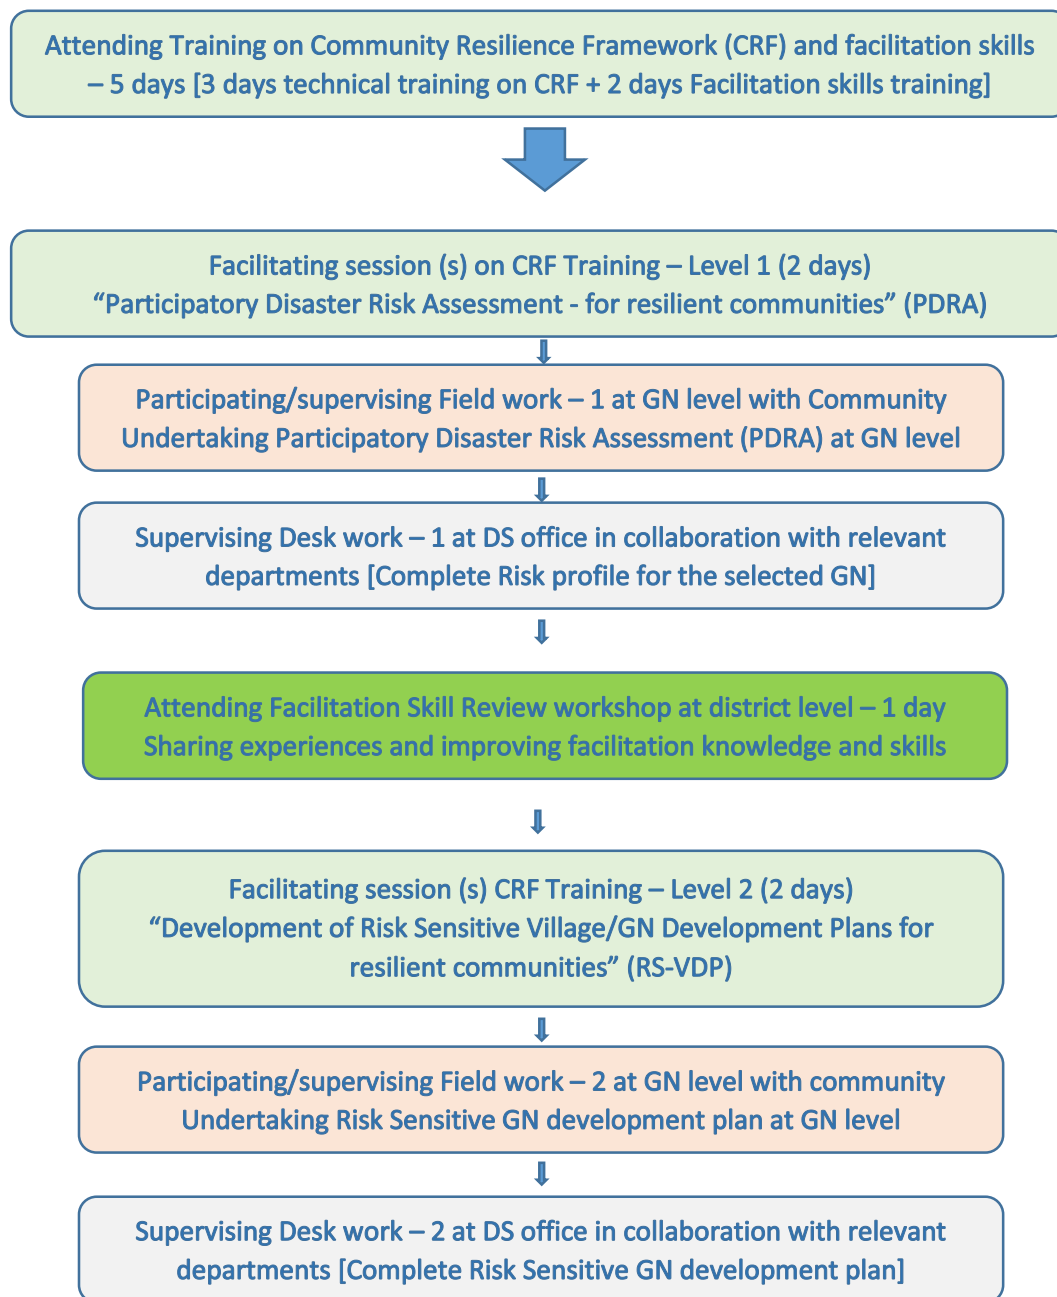 Attending Training on Community Resilience Framework (CRF) and facilitation skills
– 5 days [3 days technical training on CRF + 2 days Facilitation skills training]
Facilitating session (s) on CRF Training – Level 1 (2 days)
“Participatory Disaster Risk Assessment - for resilient communities” (PDRA)
Participating/supervising Field work – 1 at GN level with Community
Undertaking Participatory Disaster Risk Assessment (PDRA) at GN level
Supervising Desk work – 1 at DS office in collaboration with relevant
departments [Complete Risk profile for the selected GN]
Attending Facilitation Skill Review workshop at district level – 1 day
Sharing experiences and improving facilitation knowledge and skills
Facilitating session (s) CRF Training – Level 2 (2 days)
“Development of Risk Sensitive Village/GN Development Plans for
resilient communities” (RS-VDP)
Participating/supervising Field work – 2 at GN level with community
Undertaking Risk Sensitive GN development plan at GN level
Supervising Desk work – 2 at DS office in collaboration with relevant
departments [Complete Risk Sensitive GN development plan]